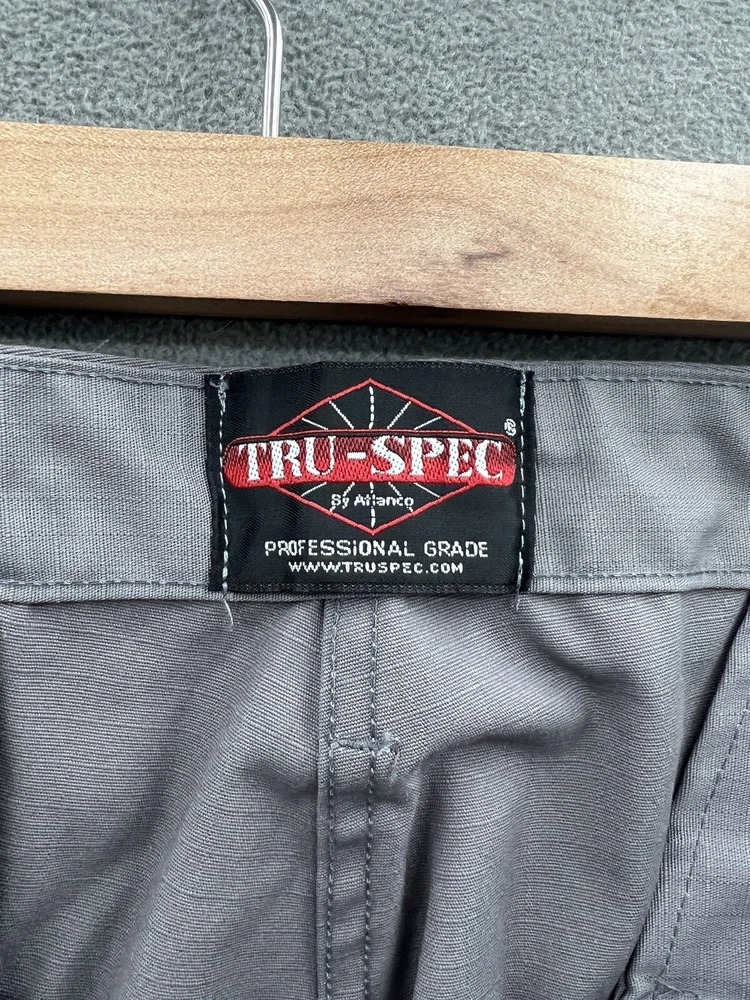 TRU-SPEC®
By Atlanco
PROFESSIONAL GRADE
WWW.TRUSPEC.COM